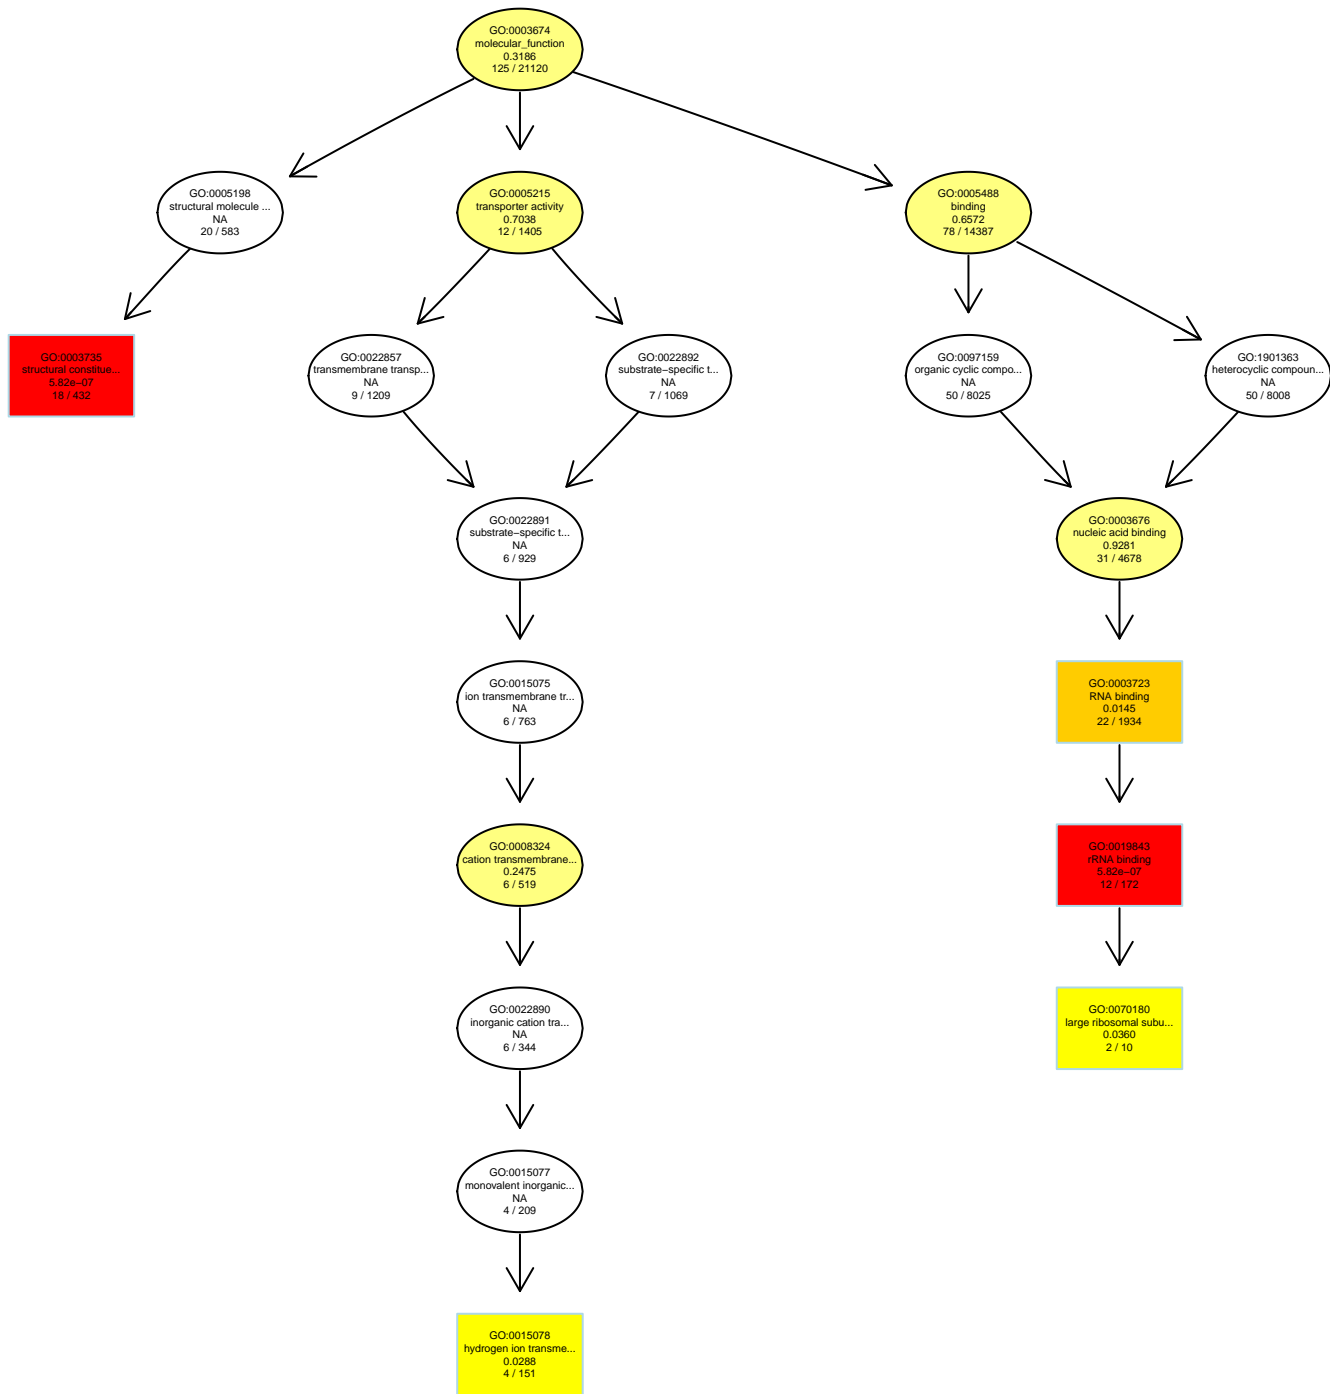 GO:0003674
molecular_function
0.3186
125 / 21120
GO:0005198
structural molecule ...
NA
20 / 583
GO:0005215
transporter activity
0.7038
12 / 1405
GO:0005488
binding
0.6572
78 / 14387
GO:0003735
structural constitue...
5.82e−07
18 / 432
GO:0022857
transmembrane transp...
NA
9 / 1209
GO:0022892
substrate−specific t...
NA
7 / 1069
GO:0097159
organic cyclic compo...
NA
50 / 8025
GO:1901363
heterocyclic compoun...
NA
50 / 8008
GO:0022891
substrate−specific t...
NA
6 / 929
GO:0003676
nucleic acid binding
0.9281
31 / 4678
GO:0015075
ion transmembrane tr...
NA
6 / 763
GO:0003723
RNA binding
0.0145
22 / 1934
GO:0008324
cation transmembrane...
0.2475
6 / 519
GO:0019843
rRNA binding
5.82e−07
12 / 172
GO:0022890
inorganic cation tra...
NA
6 / 344
GO:0070180
large ribosomal subu...
0.0360
2 / 10
GO:0015077
monovalent inorganic...
NA
4 / 209
GO:0015078
hydrogen ion transme...
0.0288
4 / 151